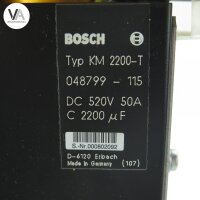 VA
BOSCH
Typ KM 2200-T
048799 - 115
DC 520V 50A
C 2200 µF
S.-Nr. 000802092
D-6120 Erbach
Made in Germany (107)